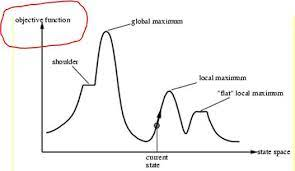 objective function
global maximum
shoulder
local maximum
"flat" local maximum
state space
current
state